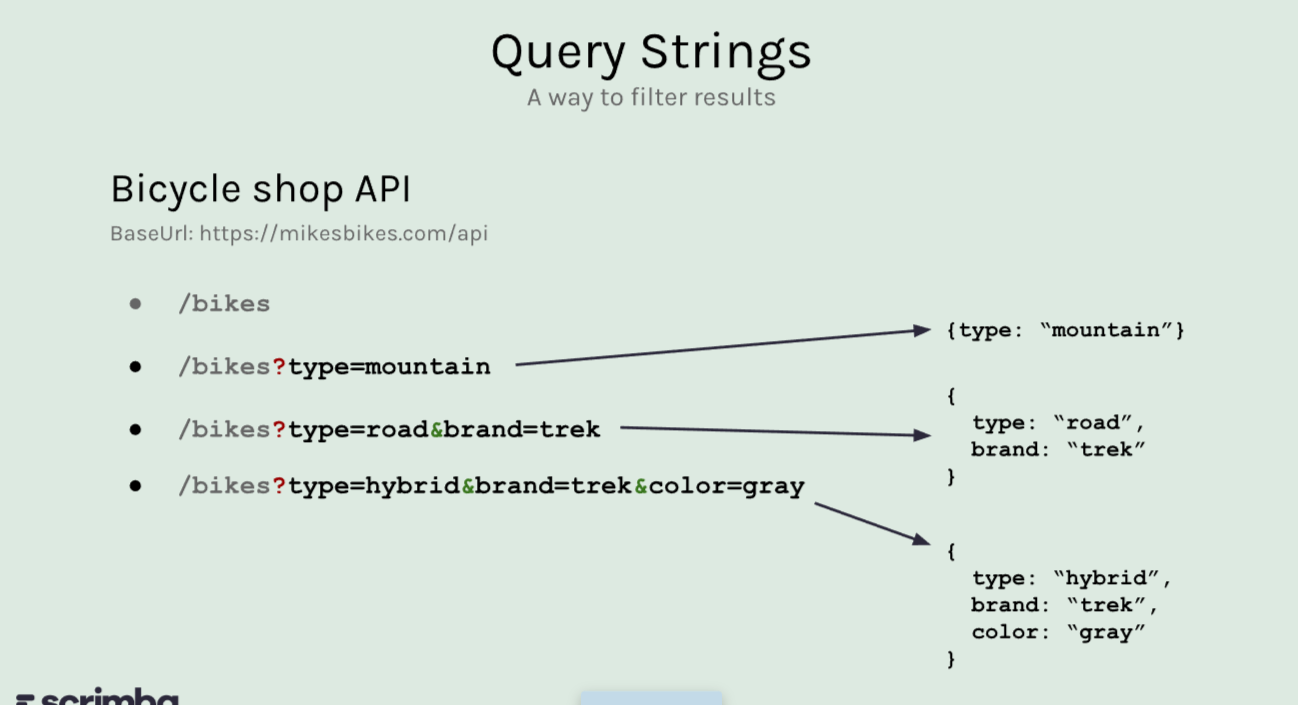 Query Strings
A way to filter results
Bicycle shop API
BaseUrl: https://mikesbikes.com/api
● /bikes
● /bikes?type=mountain
● /bikes?type=road&brand=trek
● /bikes?type=hybrid&brand=trek&color=gray
{type: “mountain”}
{
type: “road”,
brand: “trek”
}
{
type: “hybrid”,
brand: “trek”,
color: “gray”
}
scrimba